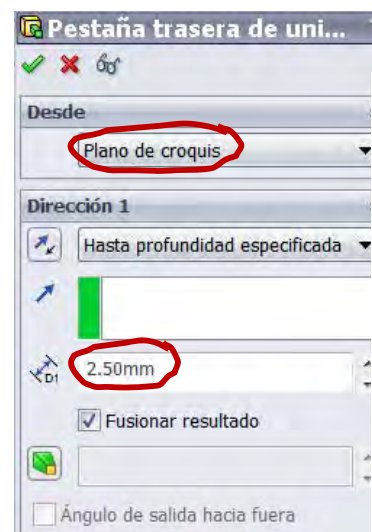 Pestaña trasera de uni...
Desde
Plano de croquis
Dirección 1
Hasta profundidad especificada
D1
2.50mm
Fusionar resultado
Ángulo de salida hacia fuera